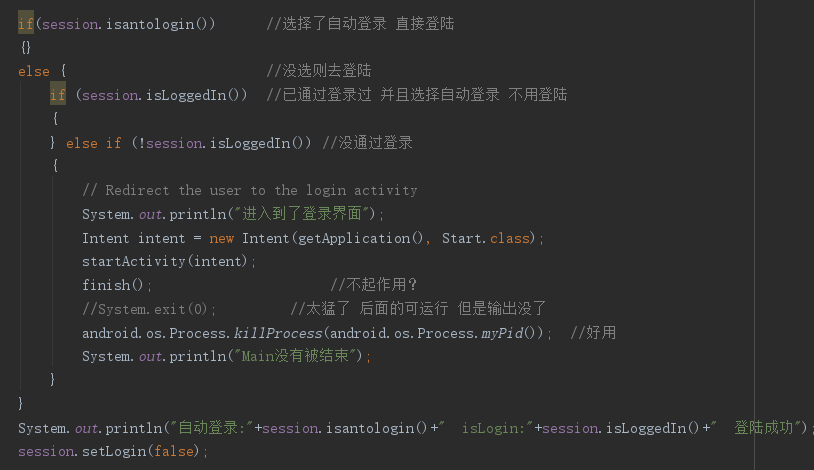 if(session.isantologin())      //选择了自动登录 直接登陆
{}
else {                         //没选则去登陆
    if (session.isLoggedIn())  //已通过登录过 并且选择自动登录 不用登陆
    {
    } else if (!session.isLoggedIn()) //没通过登录
    {
        // Redirect the user to the login activity
        System.out.println("进入到了登录界面");
        Intent intent = new Intent(getApplication(), Start.class);
        startActivity(intent);
        finish();                      //不起作用?
        //System.exit(0);         //太猛了 后面的可运行 但是输出没了
        android.os.Process.killProcess(android.os.Process.myPid());  //好用
        System.out.println("Main没有被结束");
    }
}
System.out.println("自动登录:"+session.isantologin()+"  isLogin:"+session.isLoggedIn()+"  登陆成功");
session.setLogin(false);